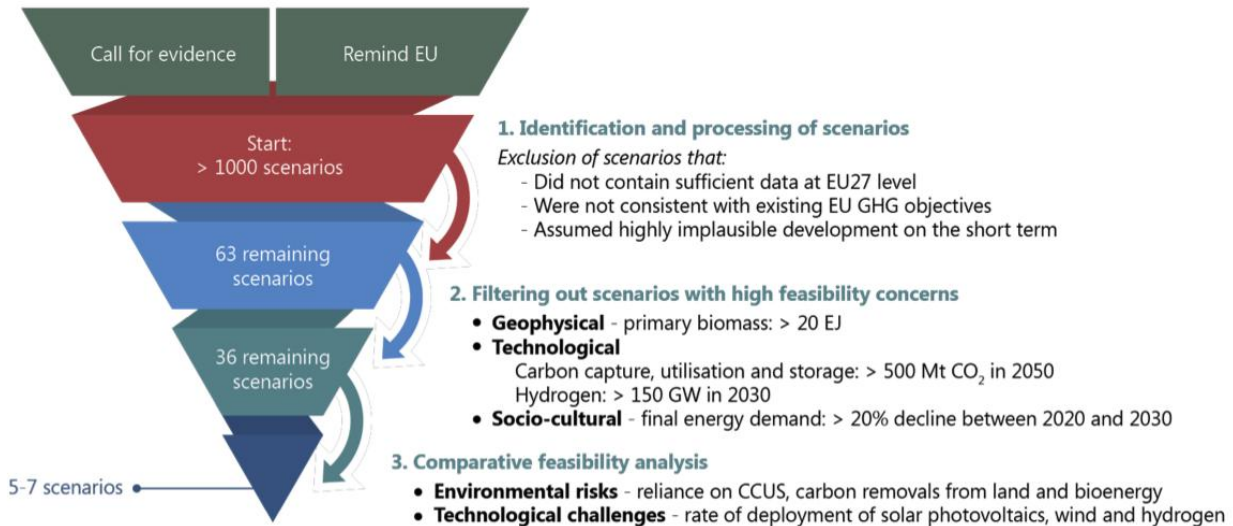 Call for evidence
Remind EU
Start:
> 1000 scenarios
63 remaining
scenarios
36 remaining
scenarios
5-7 scenarios
1. Identification and processing of scenarios
Exclusion of scenarios that:
- Did not contain sufficient data at EU27 level
- Were not consistent with existing EU GHG objectives
- Assumed highly implausible development on the short term
2. Filtering out scenarios with high feasibility concerns
• Geophysical - primary biomass: > 20 EJ
• Technological
Carbon capture, utilisation and storage: > 500 Mt CO₂ in 2050
Hydrogen: > 150 GW in 2030
• Socio-cultural - final energy demand: > 20% decline between 2020 and 2030
3. Comparative feasibility analysis
• Environmental risks - reliance on CCUS, carbon removals from land and bioenergy
• Technological challenges - rate of deployment of solar photovoltaics, wind and hydrogen